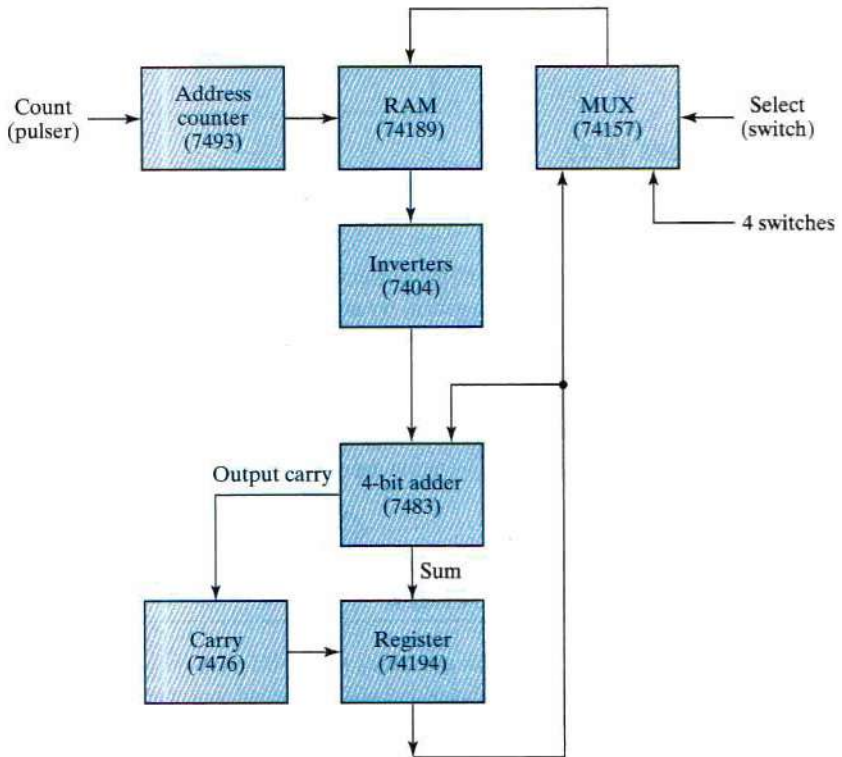 Count
(pulser)
Address
counter
(7493)
RAM
(74189)
MUX
(74157)
Select
(switch)
4 switches
Inverters
(7404)
Output carry
4-bit adder
(7483)
Sum
Carry
(7476)
Register
(74194)